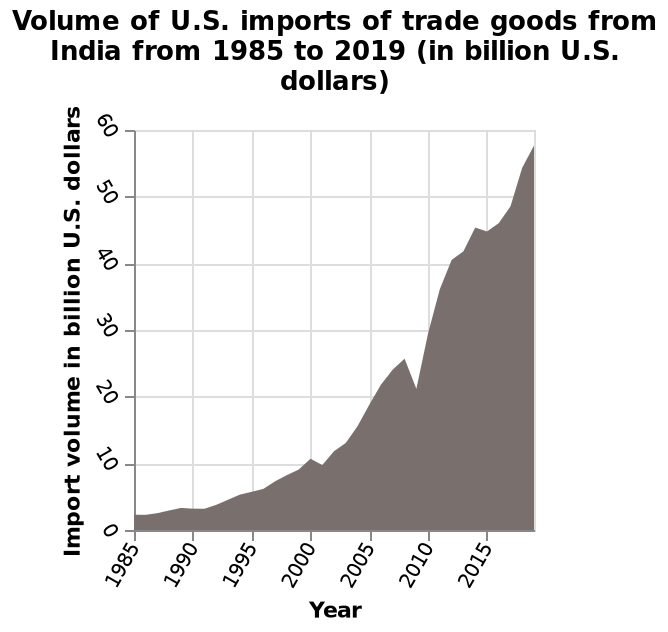 Volume of U.S. imports of trade goods from
India from 1985 to 2019 (in billion U.S.
dollars)
Import volume in billion U.S. dollars
60
50
40
30
20
10
0
1985
1990
1995
2000
2005
2010
2015
Year